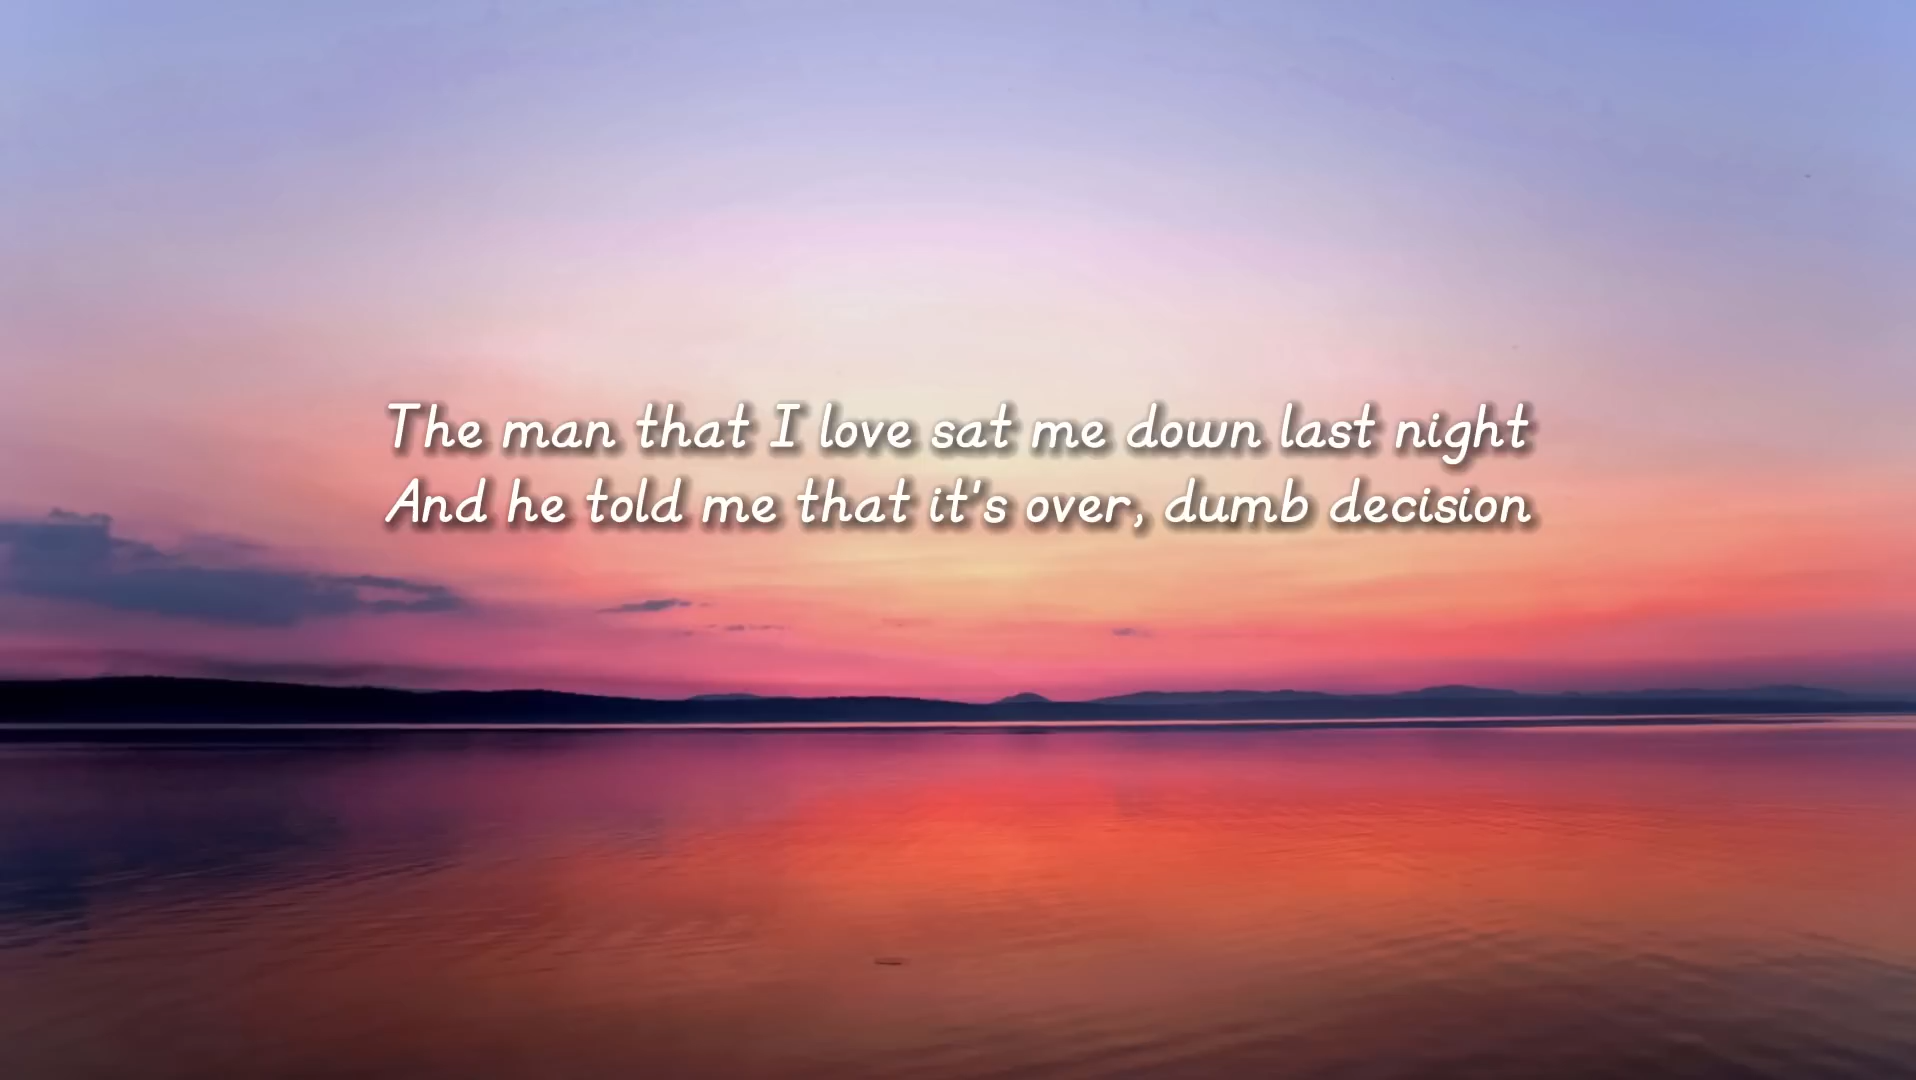 The man that I love sat me down last night
And he told me that it's over, dumb decision